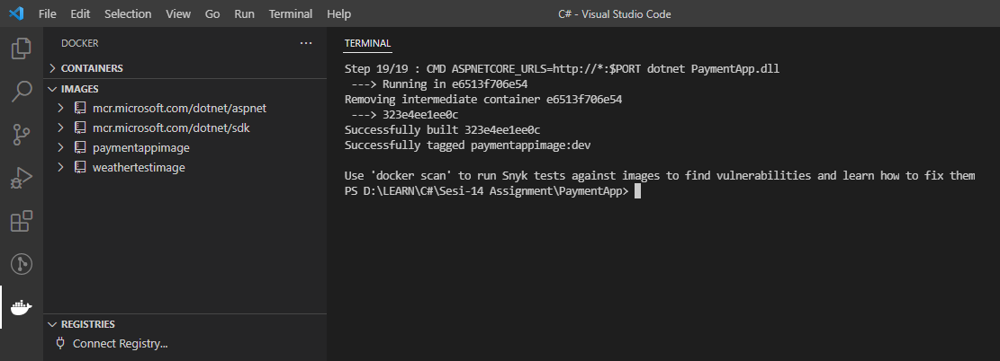 File Edit Selection View Go Run Terminal Help C# - Visual Studio Code
DOCKER ...
CONTAINERS
IMAGES
mcr.microsoft.com/dotnet/aspnet
mcr.microsoft.com/dotnet/sdk
paymentappimage
weathertestimage
REGISTRIES
Connect Registry...
TERMINAL
Step 19/19 : CMD ASPNETCORE_URLS=http://*:$PORT dotnet PaymentApp.dll
---> Running in e6513f706e54
Removing intermediate container e6513f706e54
---> 323e4ee1ee0c
Successfully built 323e4ee1ee0c
Successfully tagged paymentappimage:dev
Use 'docker scan' to run Snyk tests against images to find vulnerabilities and learn how to fix them
PS D:\LEARN\C#\Sesi-14 Assignment\PaymentApp>